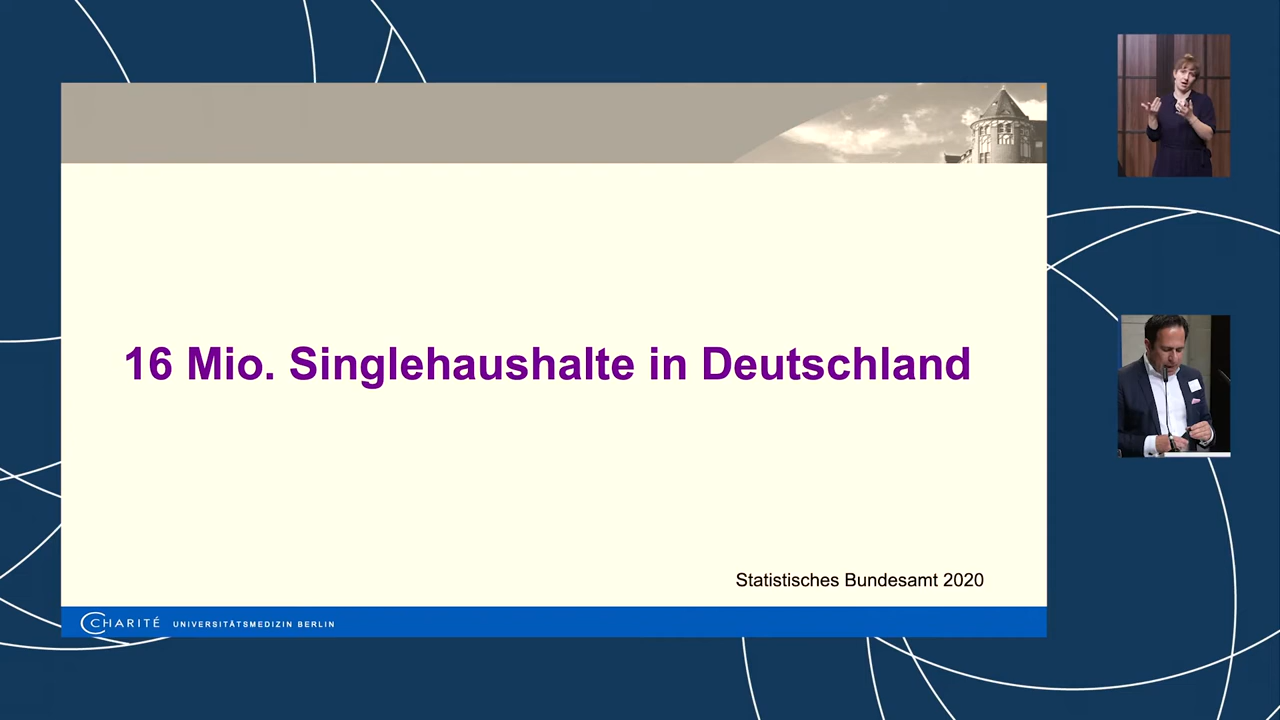 16 Mio. Singlehaushalte in Deutschland
Statistisches Bundesamt 2020
CHARITÉ UNIVERSITÄTSMEDIZIN BERLIN